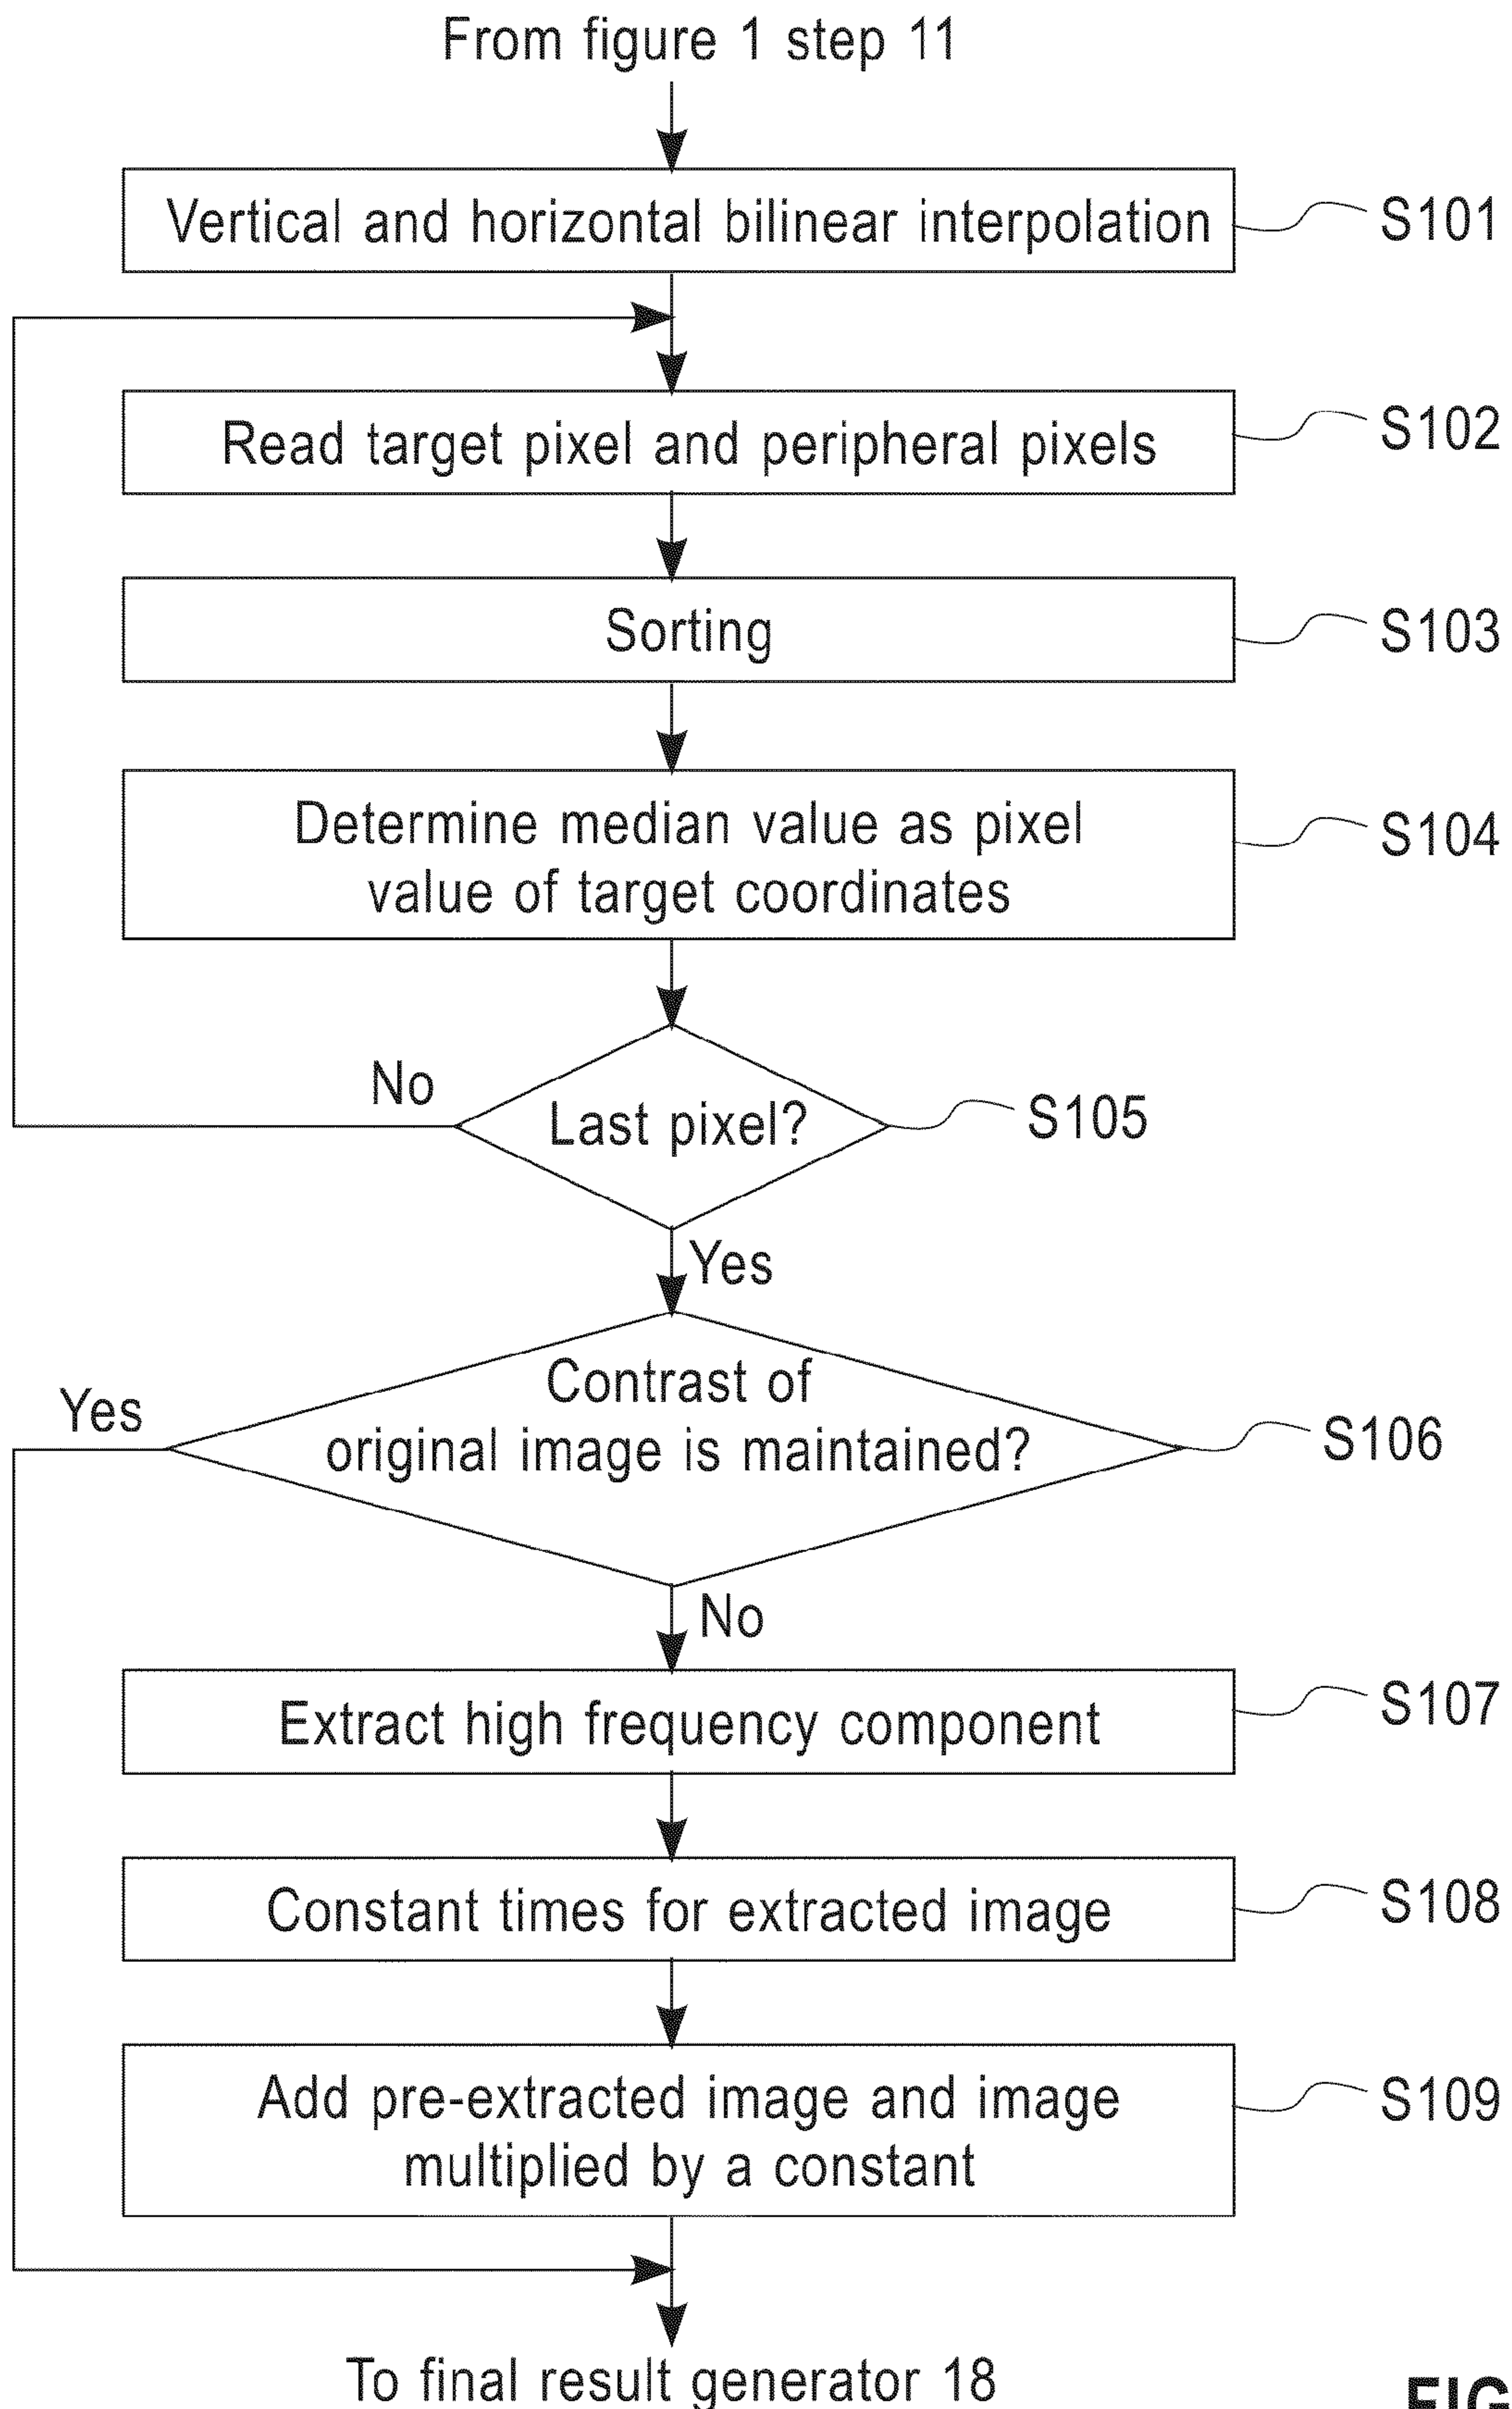 From figure 1 step 11
Vertical and horizontal bilinear interpolation
S101
Read target pixel and peripheral pixels
S102
Sorting
S103
Determine median value as pixel
value of target coordinates
S104
No
Last pixel?
S105
Yes
Contrast of
original image is maintained?
Yes
S106
No
Extract high frequency component
S107
Constant times for extracted image
S108
Add pre-extracted image and image
multiplied by a constant
S109
To final result generator 18
FIG